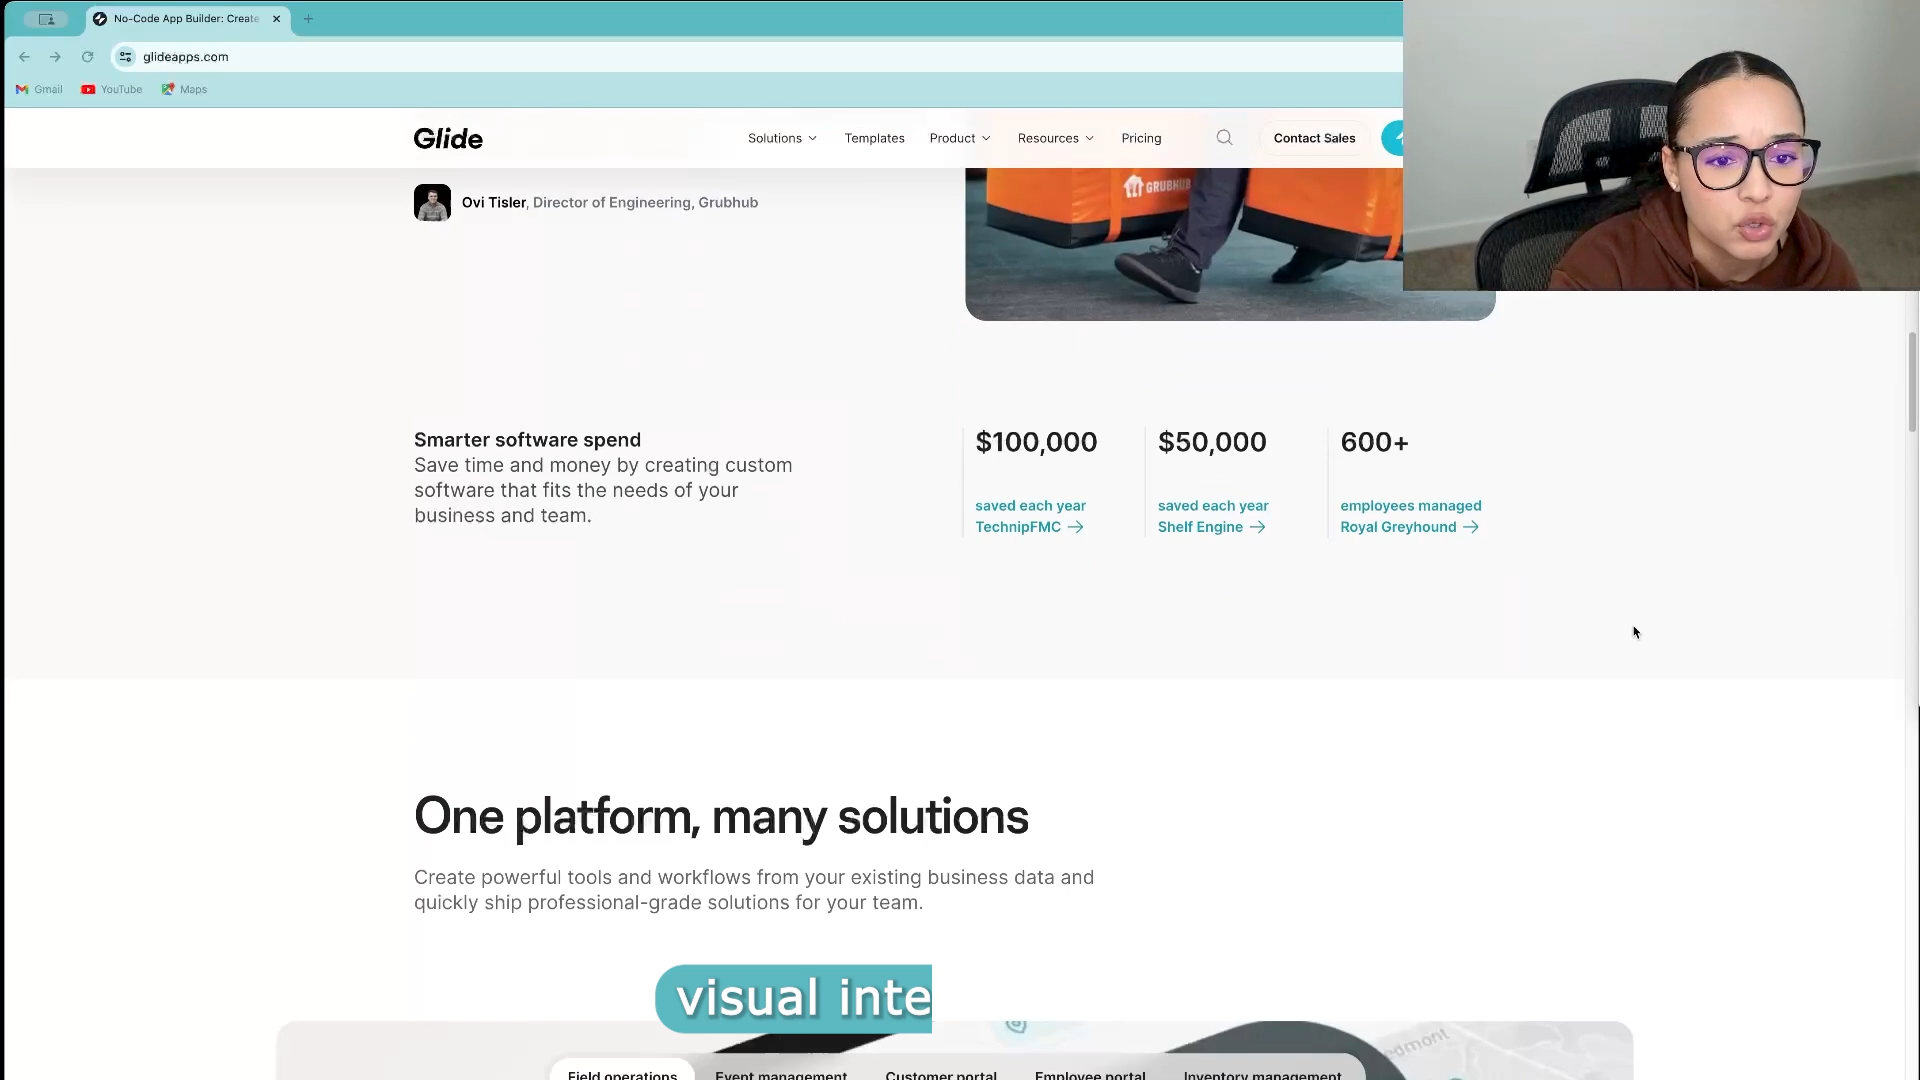 No-Code App Builder: Create
glideapps.com
Gmail
YouTube
Maps
Glide
Solutions
Templates
Product
Resources
Pricing
Contact Sales
GRUBHUB
Ovi Tisler, Director of Engineering, Grubhub
Smarter software spend
Save time and money by creating custom
software that fits the needs of your
business and team.
$100,000
saved each year
TechnipFMC →
$50,000
saved each year
Shelf Engine →
600+
employees managed
Royal Greyhound →
One platform, many solutions
Create powerful tools and workflows from your existing business data and
quickly ship professional-grade solutions for your team.
visual inte
edmont
Field operations
Event management
Customer portal
Employee portal
Inventory management